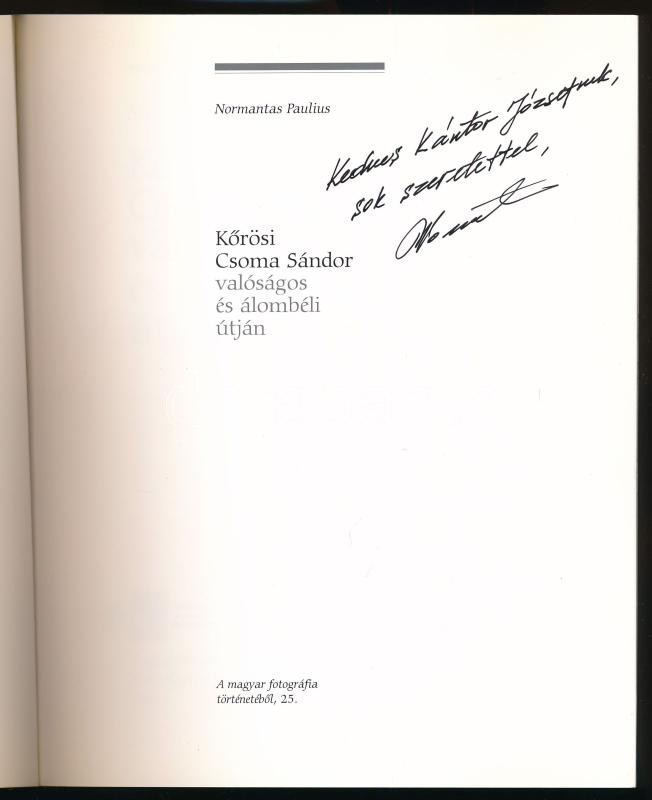 Normantas Paulius
Kedves Kántor Józsefnek,
sok szeretettel,
Kőrösi
Csoma Sándor
valóságos
és álombéli
útján
A magyar fotográfia
történetéből, 25.